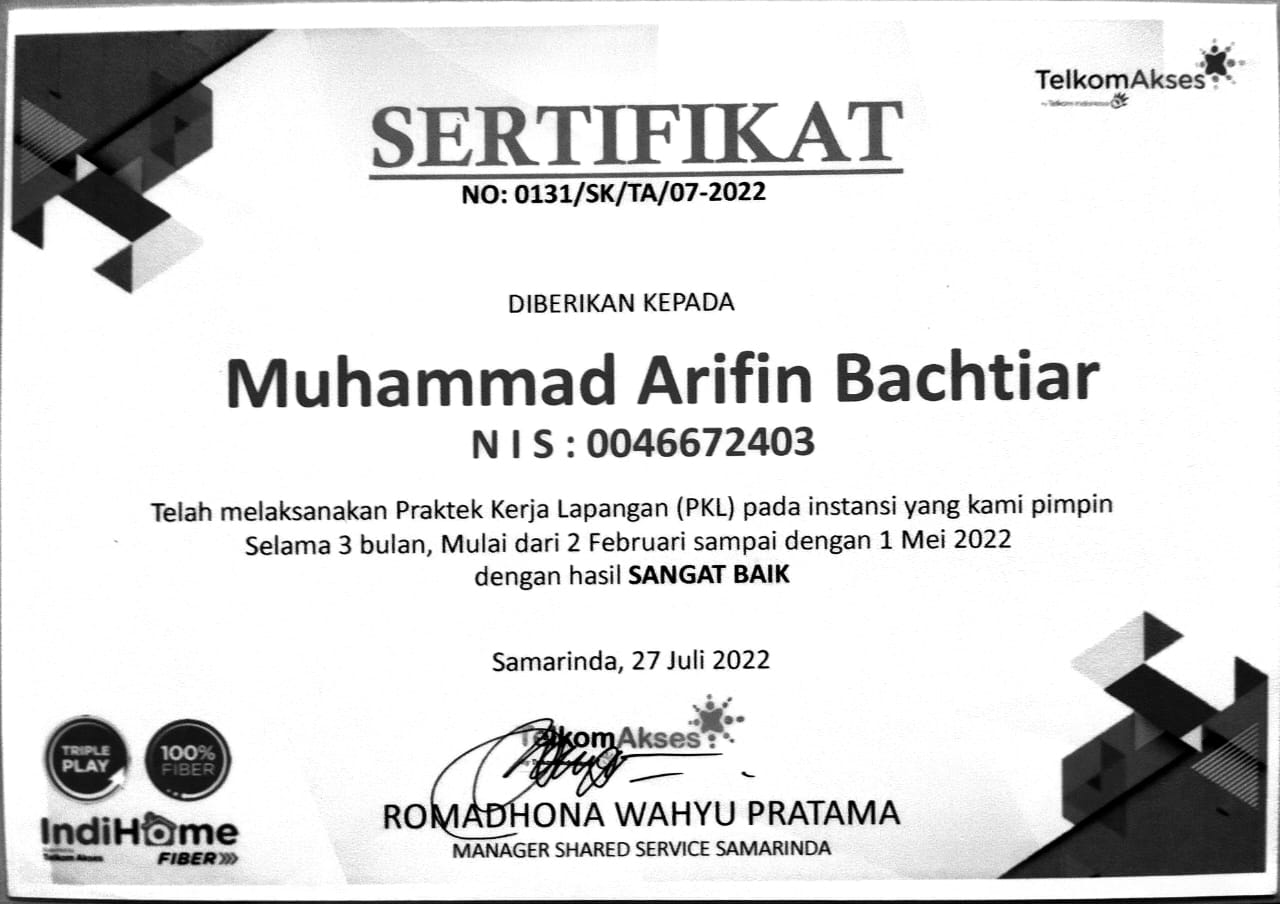 TelkomAkses
by Telkom Indonesia
SERTIFIKAT
NO: 0131/SK/TA/07-2022
DIBERIKAN KEPADA
Muhammad Arifin Bachtiar
N I S : 0046672403
Telah melaksanakan Praktek Kerja Lapangan (PKL) pada instansi yang kami pimpin
Selama 3 bulan, Mulai dari 2 Februari sampai dengan 1 Mei 2022
dengan hasil SANGAT BAIK
Samarinda, 27 Juli 2022
TelkomAkses
ROMADHONA WAHYU PRATAMA
MANAGER SHARED SERVICE SAMARINDA
TRIPLE
PLAY
100%
FIBER
IndiHome
Telkom Akses
FIBER